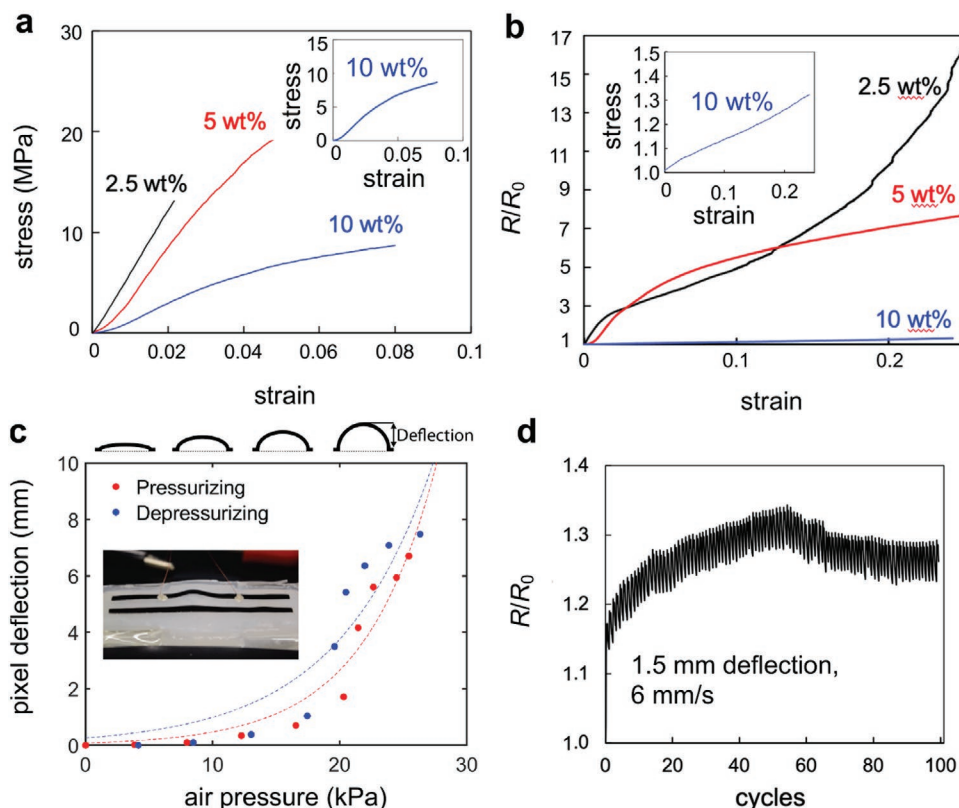 a
30
20
10
0
stress (MPa)
0
0.02
0.04
0.06
0.08
0.1
strain
2.5 wt%
5 wt%
10 wt%
15
10
5
0
stress
10 wt%
0
0.05
0.1
strain
b
17
15
13
11
9
7
5
3
1
R/R0
0
0.1
0.2
strain
2.5 wt%
5 wt%
10 wt%
1.5
1.4
1.3
1.2
1.1
1.0
stress
10 wt%
0
0.1
0.2
strain
c
Deflection
10
8
6
4
2
0
pixel deflection (mm)
Pressurizing
Depressurizing
0
10
20
30
air pressure (kPa)
d
1.4
1.3
1.2
1.1
1.0
R/R0
1.5 mm deflection,
6 mm/s
0
20
40
60
80
100
cycles